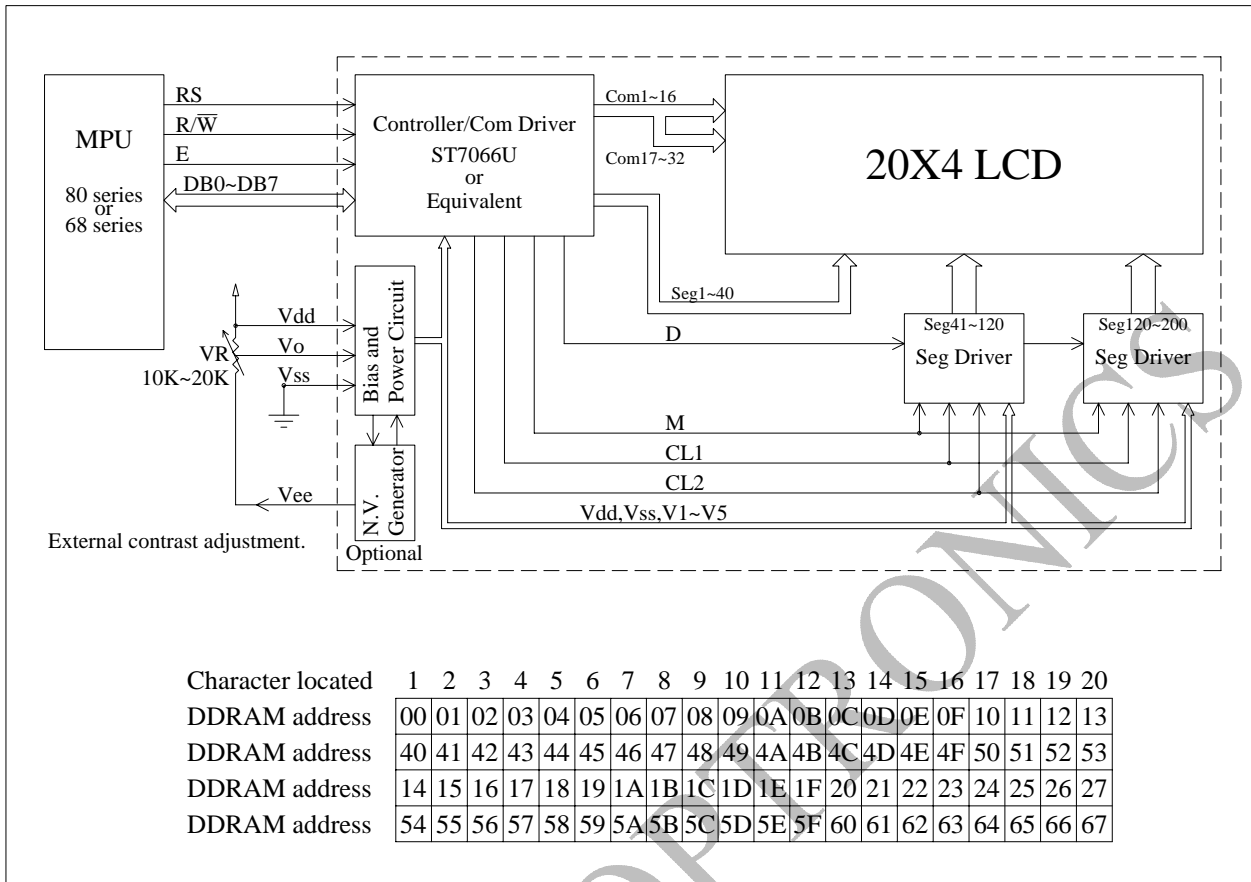 MPU
80 series
or
68 series
RS
R/W̅
E
DB0~DB7
Controller/Com Driver
ST7066U
or
Equivalent
Com1~16
Com17~32
20X4 LCD
Seg1~40
D
Seg41~120
Seg Driver
Seg120~200
Seg Driver
Vdd
Vo
Vss
VR
10K~20K
Bias and
Power Circuit
M
CL1
CL2
Vdd,Vss,V1~V5
Vee
N.V.
Generator
Optional
External contrast adjustment.
OPTRONICS
Character located 1 2 3 4 5 6 7 8 9 10 11 12 13 14 15 16 17 18 19 20
DDRAM address 00 01 02 03 04 05 06 07 08 09 0A 0B 0C 0D 0E 0F 10 11 12 13
DDRAM address 40 41 42 43 44 45 46 47 48 49 4A 4B 4C 4D 4E 4F 50 51 52 53
DDRAM address 14 15 16 17 18 19 1A 1B 1C 1D 1E 1F 20 21 22 23 24 25 26 27
DDRAM address 54 55 56 57 58 59 5A 5B 5C 5D 5E 5F 60 61 62 63 64 65 66 67